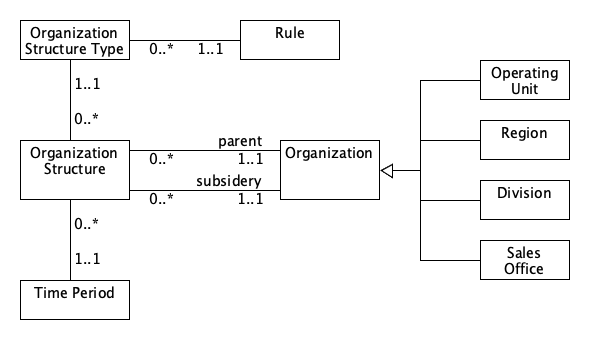 Organization
Structure Type
0..*
1..1
Rule
1..1
0..*
Organization
Structure
parent
0..*
1..1
subsidery
0..*
1..1
Organization
Operating
Unit
Region
Division
Sales
Office
0..*
1..1
Time Period